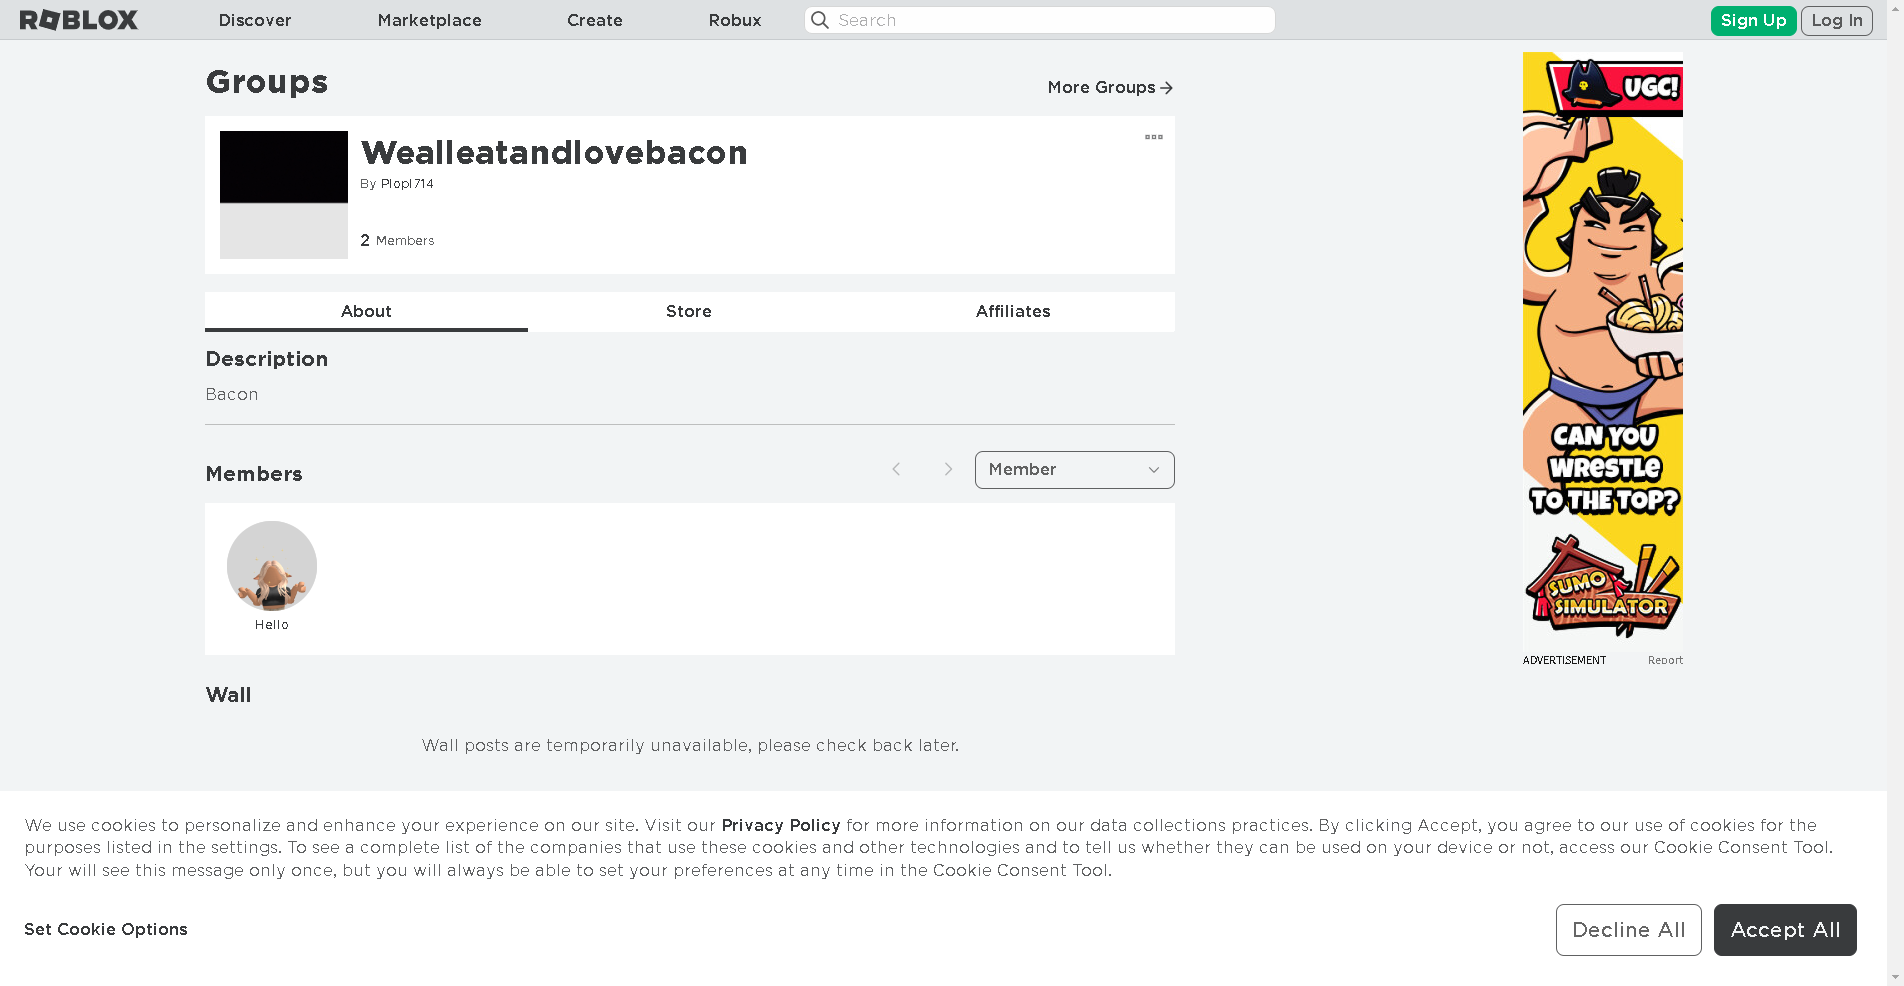 ROBLOX
Discover
Marketplace
Create
Robux
Search
Sign Up
Log In
Groups
More Groups
Wealleatandlovebacon
By Plopl714
2 Members
About
Store
Affiliates
Description
Bacon
Members
Member
Hello
Wall
Wall posts are temporarily unavailable, please check back later.
UGC!
CAN YOU
WRESTLE
TO THE TOP?
SUMO
SIMULATOR
ADVERTISEMENT
Report
We use cookies to personalize and enhance your experience on our site. Visit our Privacy Policy for more information on our data collections practices. By clicking Accept, you agree to our use of cookies for the
purposes listed in the settings. To see a complete list of the companies that use these cookies and other technologies and to tell us whether they can be used on your device or not, access our Cookie Consent Tool.
Your will see this message only once, but you will always be able to set your preferences at any time in the Cookie Consent Tool.
Set Cookie Options
Decline All
Accept All